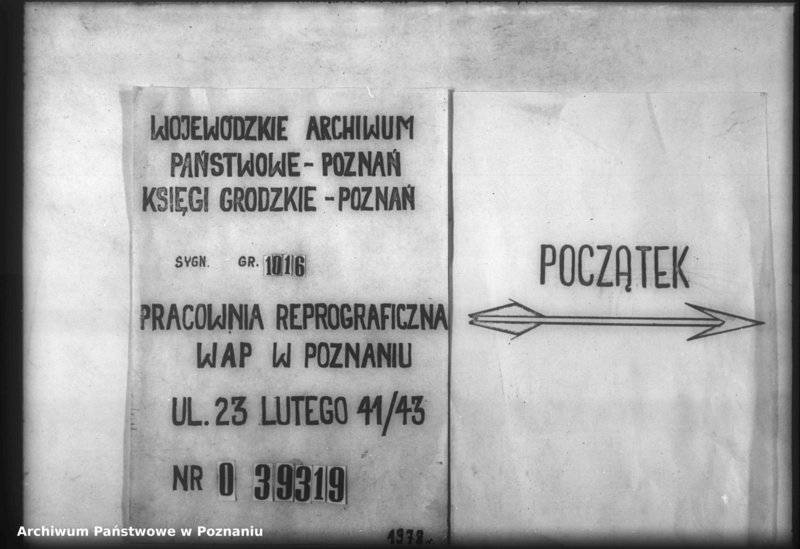 WOJEWÓDZKIE ARCHIWUM
PAŃSTWOWE - POZNAŃ
KSIĘGI GRODZKIE - POZNAŃ
SYGN. GR. 1016
PRACOWNIA REPROGRAFICZNA
WAP W POZNANIU
UL. 23 LUTEGO 41/43
NR 0 39319
1978 r.
POCZĄTEK
Archiwum Państwowe w Poznaniu